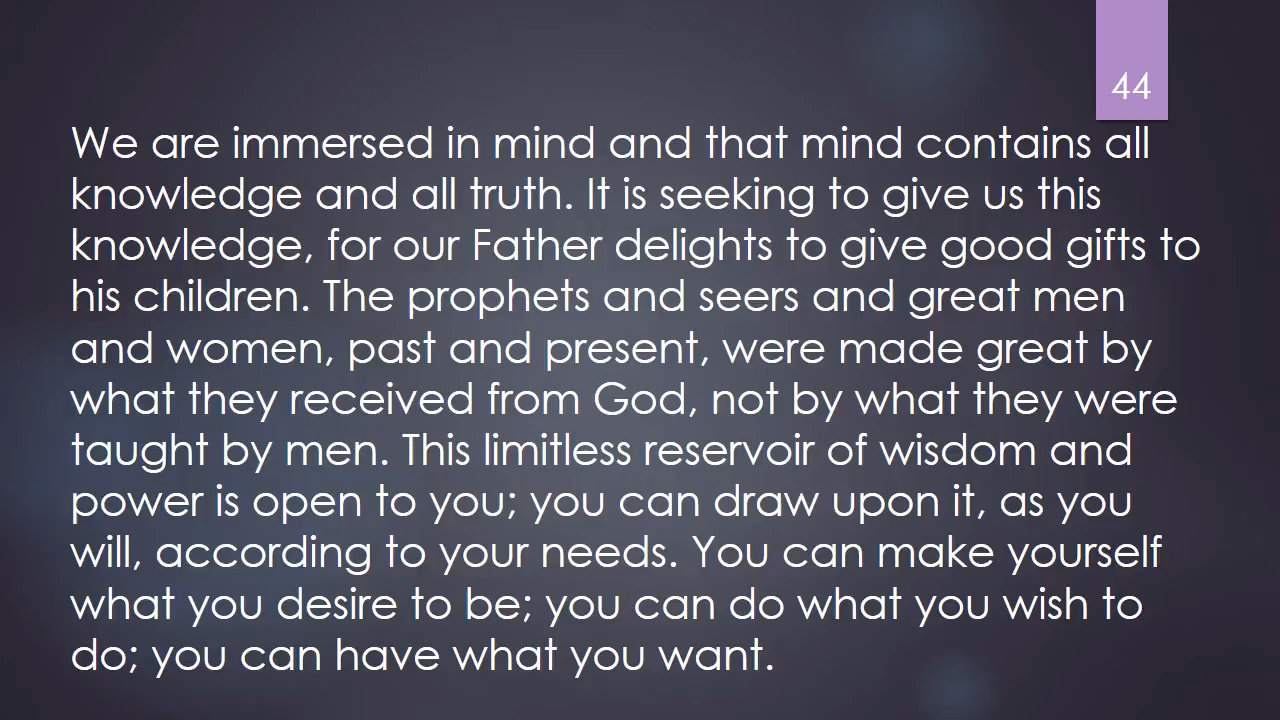 44
We are immersed in mind and that mind contains all
knowledge and all truth. It is seeking to give us this
knowledge, for our Father delights to give good gifts to
his children. The prophets and seers and great men
and women, past and present, were made great by
what they received from God, not by what they were
taught by men. This limitless reservoir of wisdom and
power is open to you; you can draw upon it, as you
will, according to your needs. You can make yourself
what you desire to be; you can do what you wish to
do; you can have what you want.